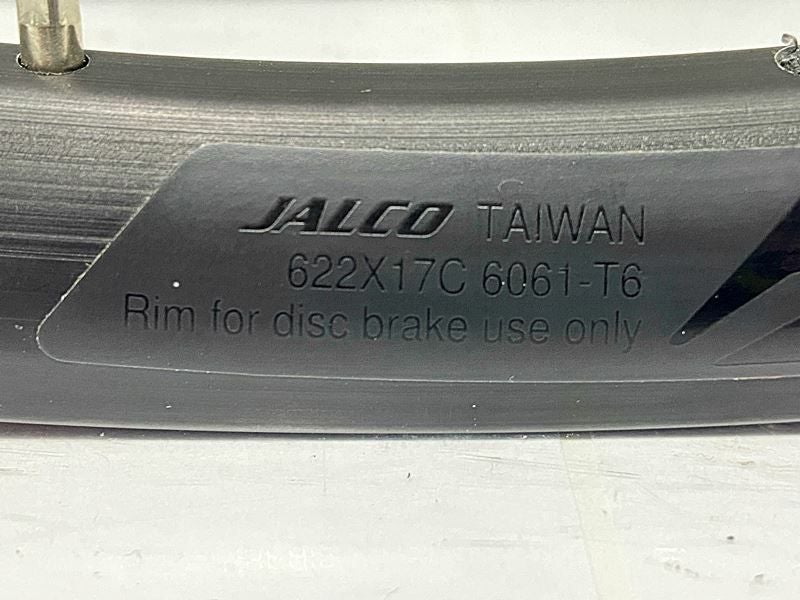 JALCO TAIWAN
622X17C 6061-T6
Rim for disc brake use only